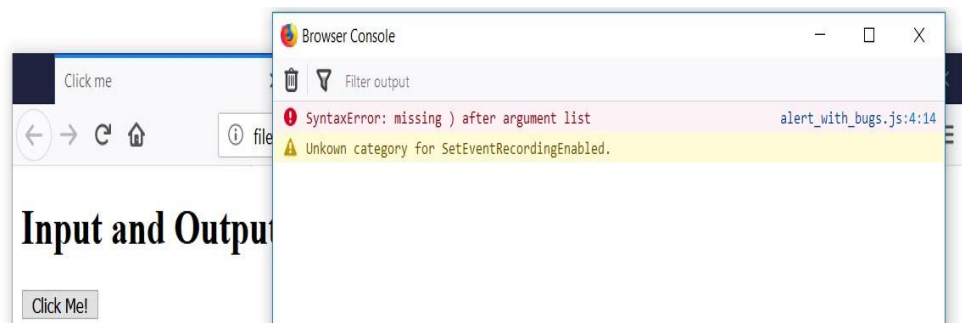 Browser Console
Click me
Filter output
SyntaxError: missing ) after argument list alert_with_bugs.js:4:14
file
Unkown category for SetEventRecordingEnabled.
Input and Output
Click Me!